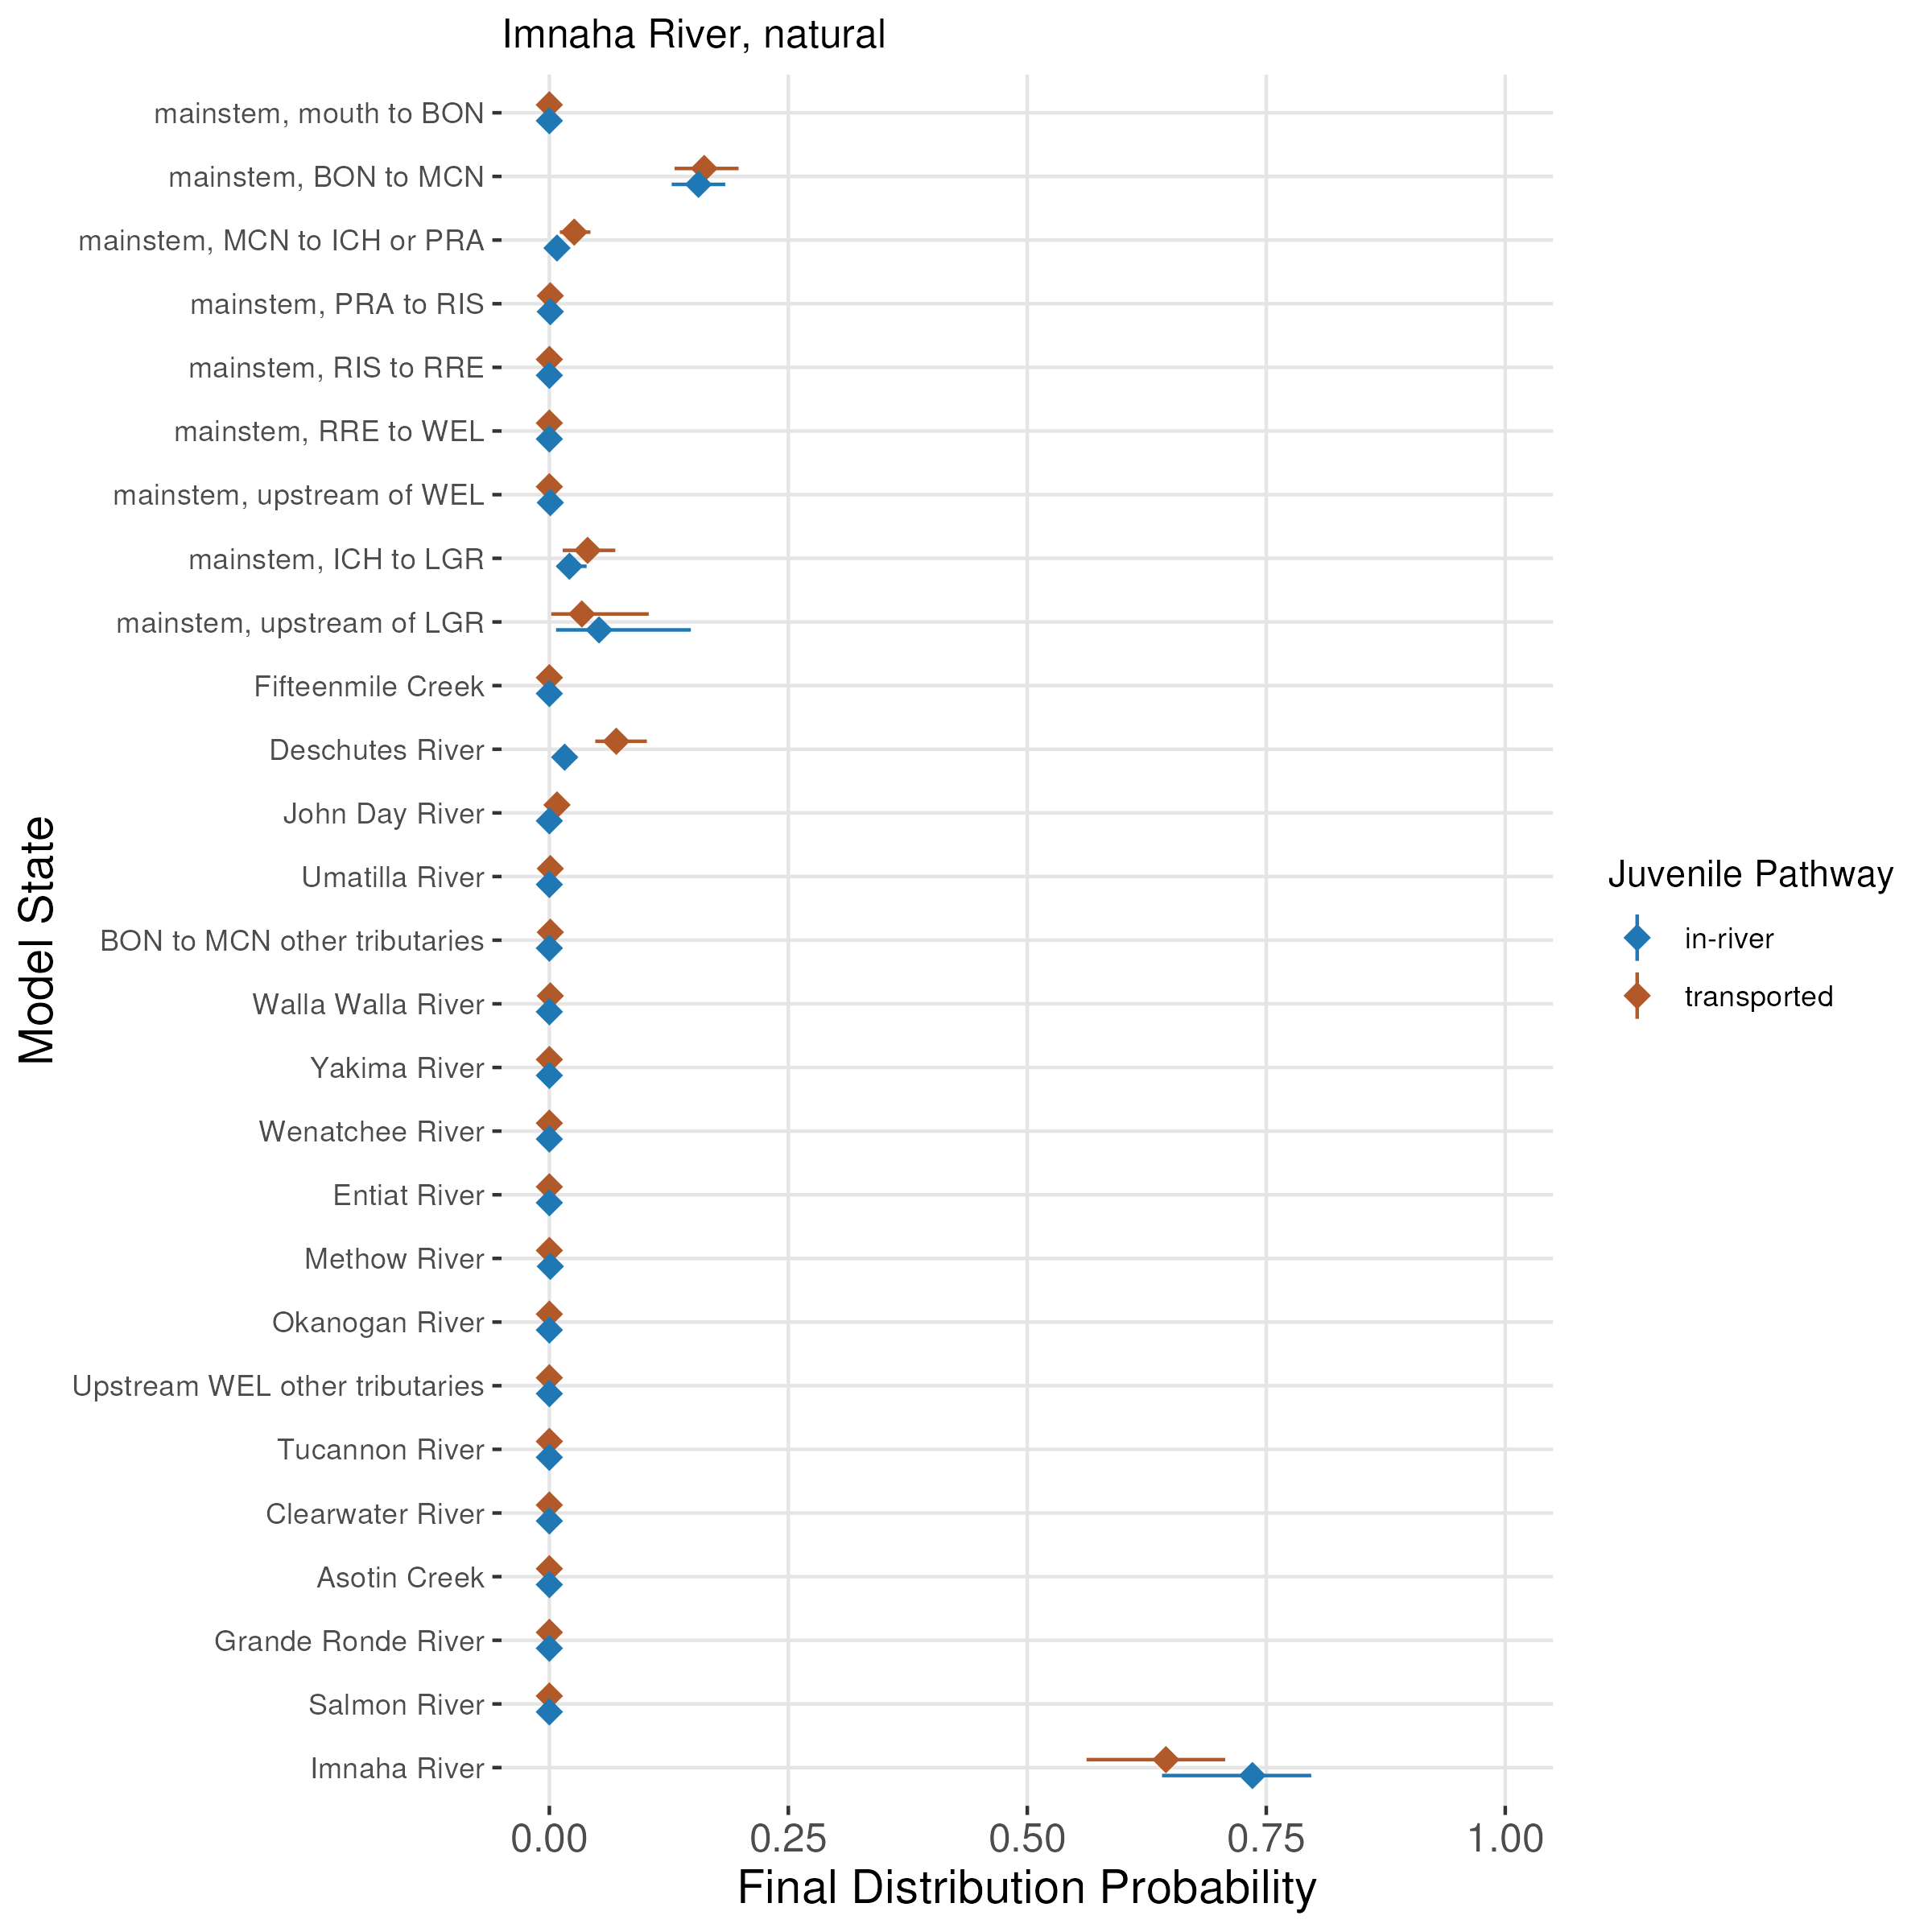 Imnaha River, natural
mainstem, mouth to BON
mainstem, BON to MCN
mainstem, MCN to ICH or PRA
mainstem, PRA to RIS
mainstem, RIS to RRE
mainstem, RRE to WEL
mainstem, upstream of WEL
mainstem, ICH to LGR
mainstem, upstream of LGR
Fifteenmile Creek
Deschutes River
John Day River
Umatilla River
BON to MCN other tributaries
Walla Walla River
Yakima River
Wenatchee River
Entiat River
Methow River
Okanogan River
Upstream WEL other tributaries
Tucannon River
Clearwater River
Asotin Creek
Grande Ronde River
Salmon River
Imnaha River
Model State
0.00 0.25 0.50 0.75 1.00
Final Distribution Probability
Juvenile Pathway
in-river
transported